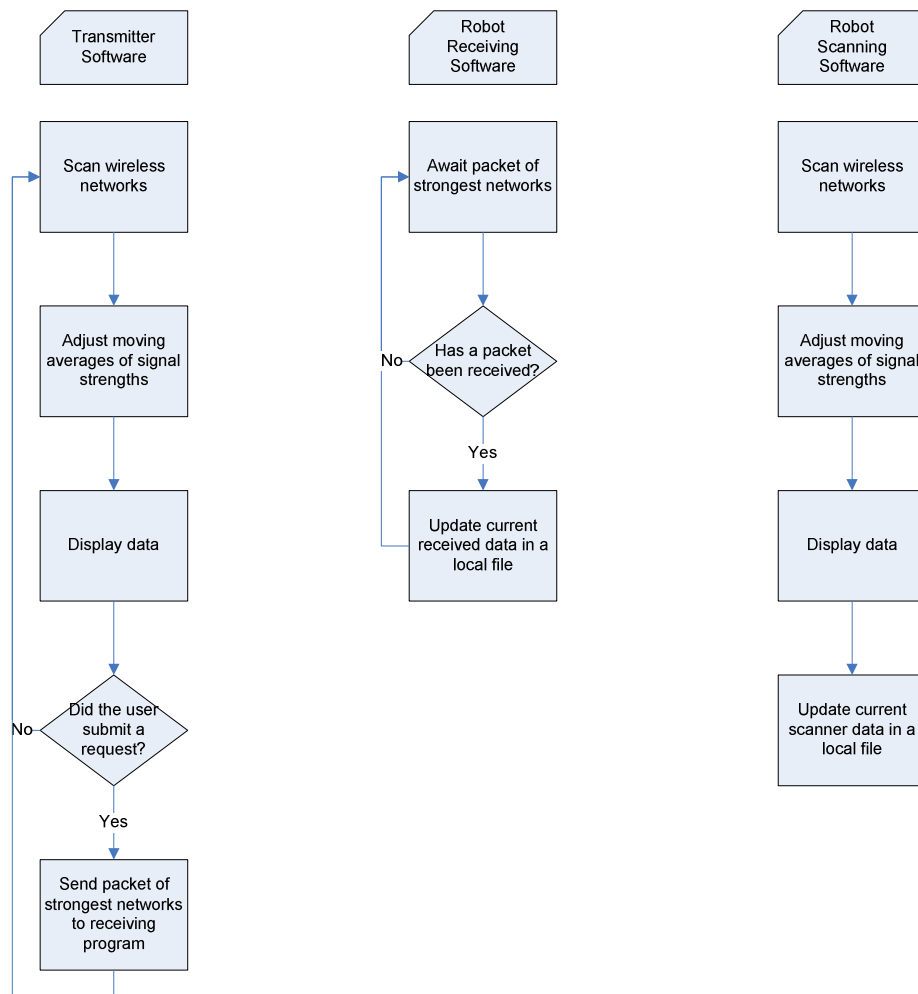 Transmitter
Software
Scan wireless
networks
Adjust moving
averages of signal
strengths
Display data
Did the user
submit a
request?
No
Yes
Send packet of
strongest networks
to receiving
program
Robot
Receiving
Software
Await packet of
strongest networks
Has a packet
been received?
No
Yes
Update current
received data in a
local file
Robot
Scanning
Software
Scan wireless
networks
Adjust moving
averages of signal
strengths
Display data
Update current
scanner data in a
local file